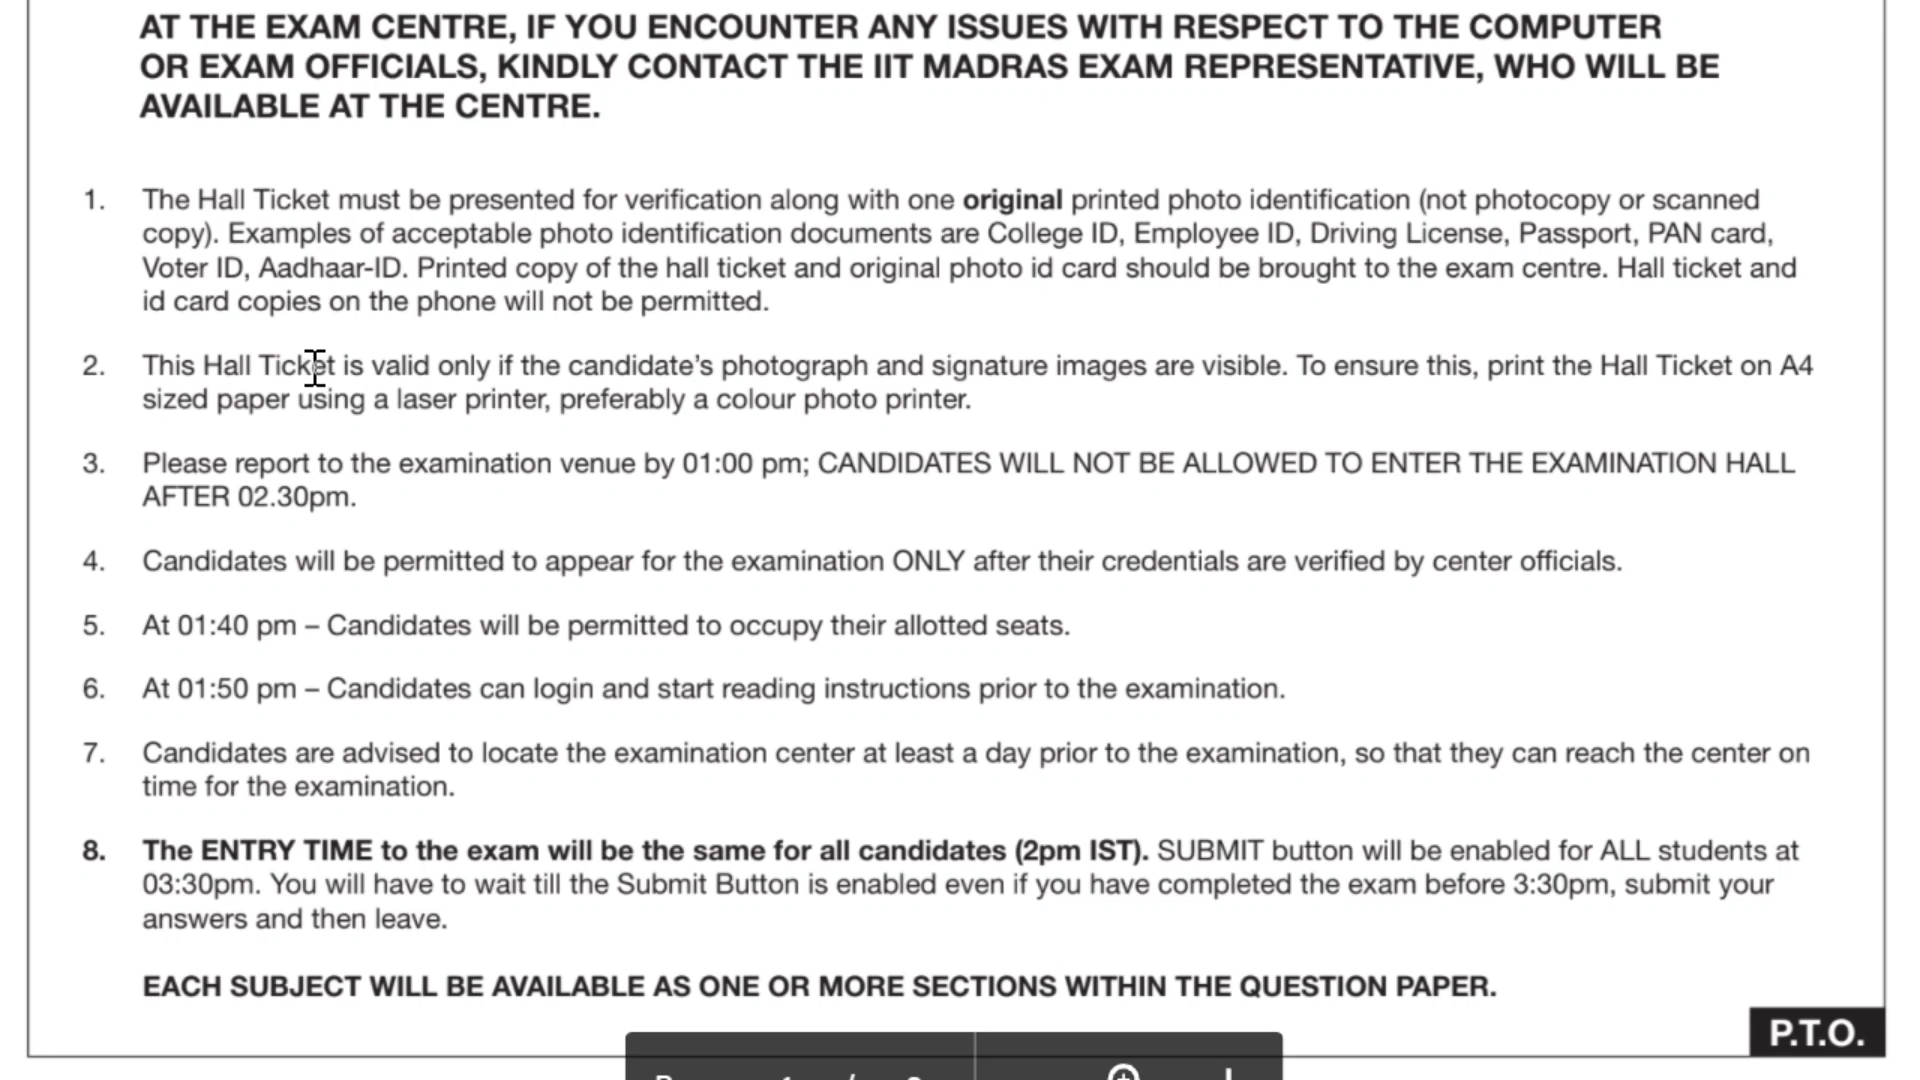 AT THE EXAM CENTRE, IF YOU ENCOUNTER ANY ISSUES WITH RESPECT TO THE COMPUTER
OR EXAM OFFICIALS, KINDLY CONTACT THE IIT MADRAS EXAM REPRESENTATIVE, WHO WILL BE
AVAILABLE AT THE CENTRE.
1. The Hall Ticket must be presented for verification along with one original printed photo identification (not photocopy or scanned
copy). Examples of acceptable photo identification documents are College ID, Employee ID, Driving License, Passport, PAN card,
Voter ID, Aadhaar-ID. Printed copy of the hall ticket and original photo id card should be brought to the exam centre. Hall ticket and
id card copies on the phone will not be permitted.
2. This Hall Ticket is valid only if the candidate’s photograph and signature images are visible. To ensure this, print the Hall Ticket on A4
sized paper using a laser printer, preferably a colour photo printer.
3. Please report to the examination venue by 01:00 pm; CANDIDATES WILL NOT BE ALLOWED TO ENTER THE EXAMINATION HALL
AFTER 02.30pm.
4. Candidates will be permitted to appear for the examination ONLY after their credentials are verified by center officials.
5. At 01:40 pm – Candidates will be permitted to occupy their allotted seats.
6. At 01:50 pm – Candidates can login and start reading instructions prior to the examination.
7. Candidates are advised to locate the examination center at least a day prior to the examination, so that they can reach the center on
time for the examination.
8. The ENTRY TIME to the exam will be the same for all candidates (2pm IST). SUBMIT button will be enabled for ALL students at
03:30pm. You will have to wait till the Submit Button is enabled even if you have completed the exam before 3:30pm, submit your
answers and then leave.
EACH SUBJECT WILL BE AVAILABLE AS ONE OR MORE SECTIONS WITHIN THE QUESTION PAPER.
P.T.O.